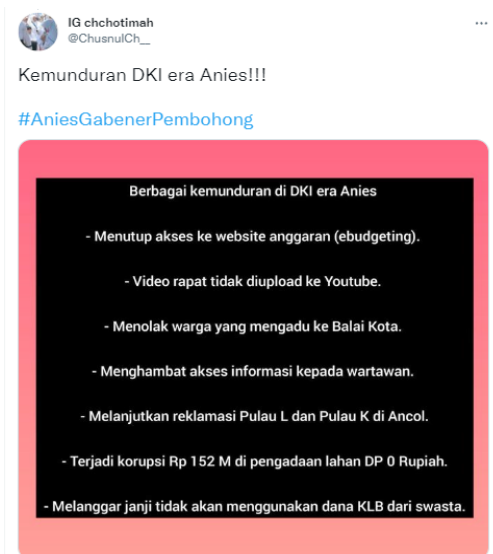 IG chchotimah
@ChusnulCh__
Kemunduran DKI era Anies!!!
#AniesGabenerPembohong
Berbagai kemunduran di DKI era Anies
- Menutup akses ke website anggaran (ebudgeting).
- Video rapat tidak diupload ke Youtube.
- Menolak warga yang mengadu ke Balai Kota.
- Menghambat akses informasi kepada wartawan.
- Melanjutkan reklamasi Pulau L dan Pulau K di Ancol.
- Terjadi korupsi Rp 152 M di pengadaan lahan DP 0 Rupiah.
- Melanggar janji tidak akan menggunakan dana KLB dari swasta.